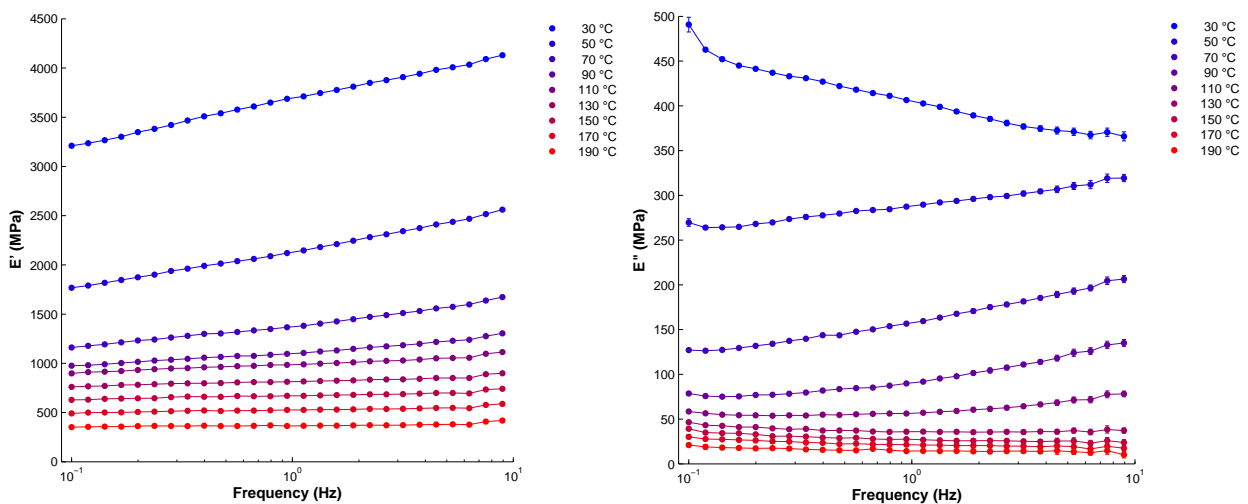 4500
4000
3500
3000
2500
2000
1500
1000
500
0
E' (MPa)
10⁻¹
10⁰
10¹
Frequency (Hz)
30 °C
50 °C
70 °C
90 °C
110 °C
130 °C
150 °C
170 °C
190 °C
500
450
400
350
300
250
200
150
100
50
0
E" (MPa)
10⁻¹
10⁰
10¹
Frequency (Hz)
30 °C
50 °C
70 °C
90 °C
110 °C
130 °C
150 °C
170 °C
190 °C